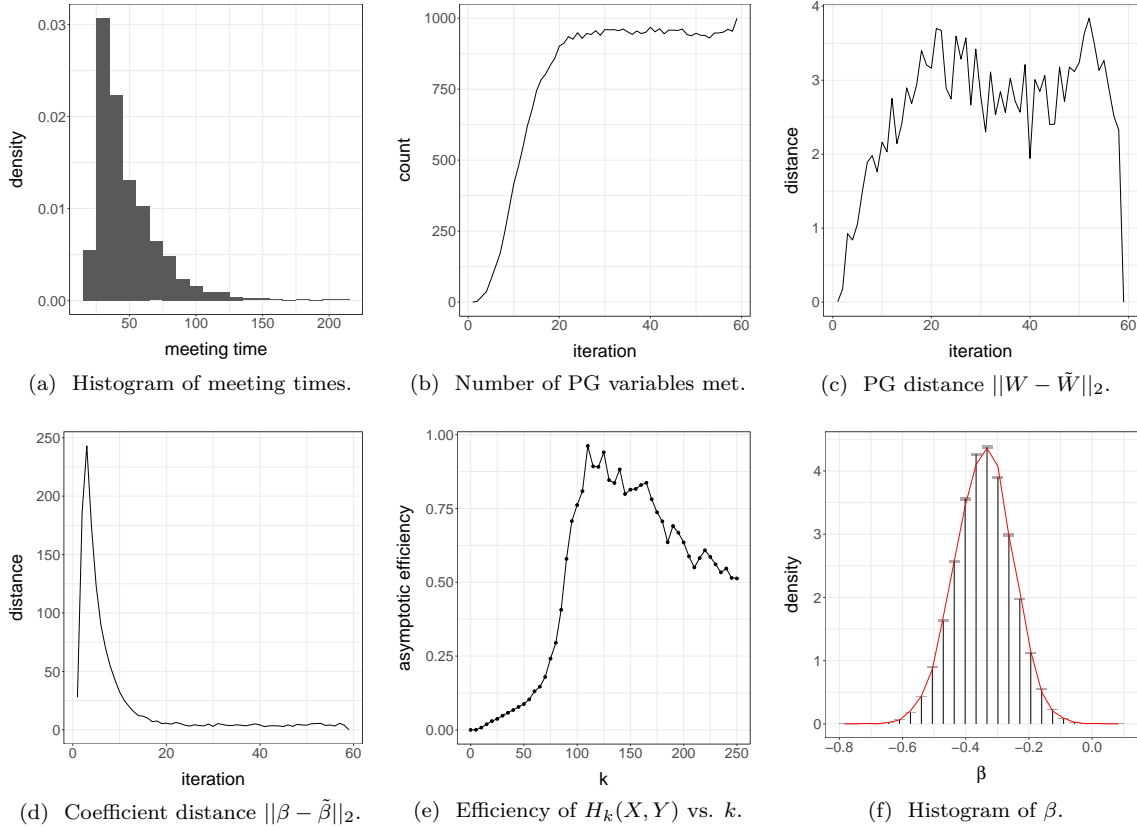 0.03
0.02
0.01
0.00
density
50 100 150 200
meeting time
(a) Histogram of meeting times.
1000
750
500
250
0
count
0 20 40 60
iteration
(b) Number of PG variables met.
4
3
2
1
0
distance
0 20 40 60
iteration
(c) PG distance ||W − W̃||₂.
250
200
150
100
50
0
distance
0 20 40 60
iteration
(d) Coefficient distance ||β − β̃||₂.
1.00
0.75
0.50
0.25
0.00
asymptotic efficiency
0 50 100 150 200 250
k
(e) Efficiency of Hₖ(X, Y) vs. k.
4
3
2
1
0
density
−0.8 −0.6 −0.4 −0.2 0.0
β
(f) Histogram of β.